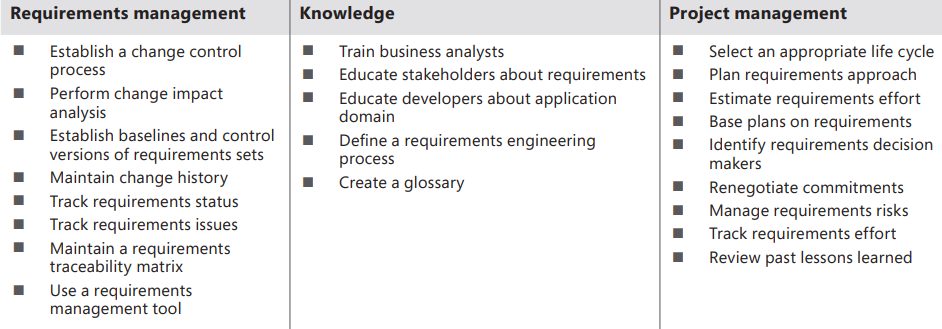 Requirements management
Establish a change control
process
Perform change impact
analysis
Establish baselines and control
versions of requirements sets
Maintain change history
Track requirements status
Track requirements issues
Maintain a requirements
traceability matrix
Use a requirements
management tool
Knowledge
Train business analysts
Educate stakeholders about requirements
Educate developers about application
domain
Define a requirements engineering
process
Create a glossary
Project management
Select an appropriate life cycle
Plan requirements approach
Estimate requirements effort
Base plans on requirements
Identify requirements decision
makers
Renegotiate commitments
Manage requirements risks
Track requirements effort
Review past lessons learned